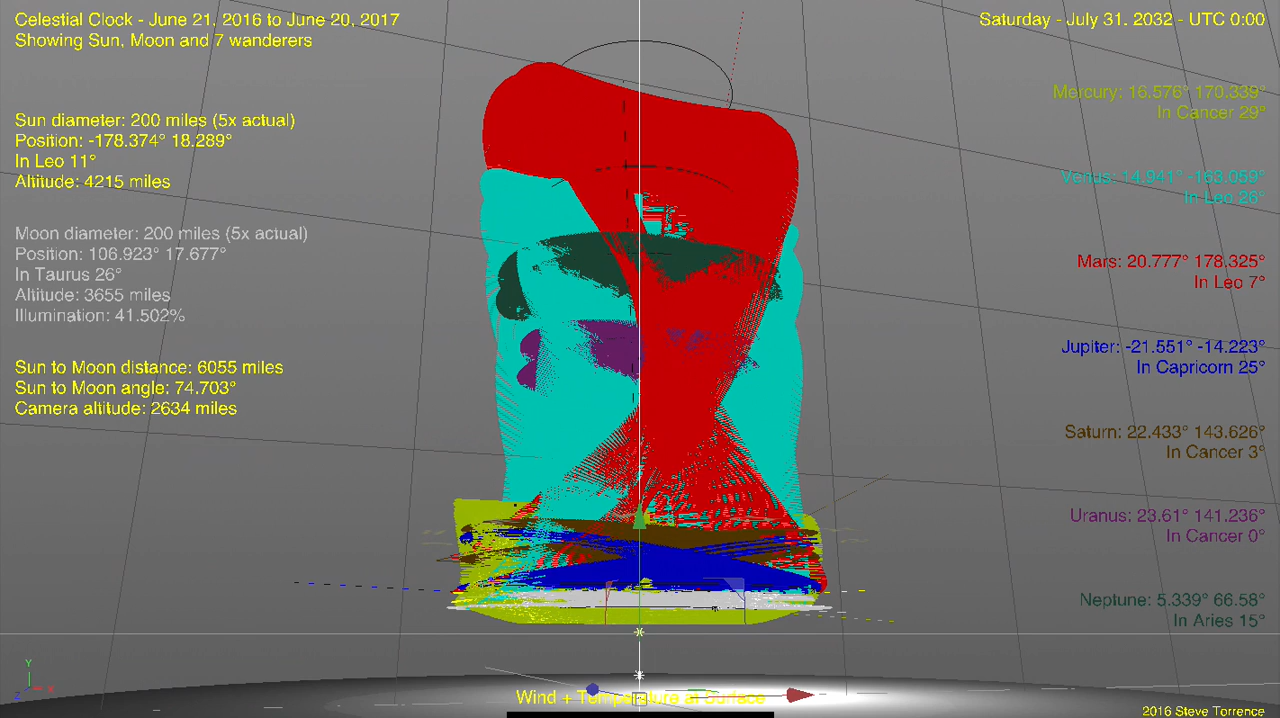 Celestial Clock - June 21, 2016 to June 20, 2017
Showing Sun, Moon and 7 wanderers
Saturday - July 31. 2032 - UTC 0:00
Sun diameter: 200 miles (5x actual)
Position: -178.374° 18.289°
In Leo 11°
Altitude: 4215 miles
Moon diameter: 200 miles (5x actual)
Position: 106.923° 17.677°
In Taurus 26°
Altitude: 3655 miles
Illumination: 41.502%
Sun to Moon distance: 6055 miles
Sun to Moon angle: 74.703°
Camera altitude: 2634 miles
Mercury: 16.576° 170.339°
In Cancer 29°
Venus: 14.941° -163.059°
In Leo 26°
Mars: 20.777° 178.325°
In Leo 7°
Jupiter: -21.551° -14.223°
In Capricorn 25°
Saturn: 22.433° 143.626°
In Cancer 3°
Uranus: 23.61° 141.236°
In Cancer 0°
Neptune: 5.339° 66.58°
In Aries 15°
Y
Z X
Wind + Temperature at Surface
2016 Steve Torrence